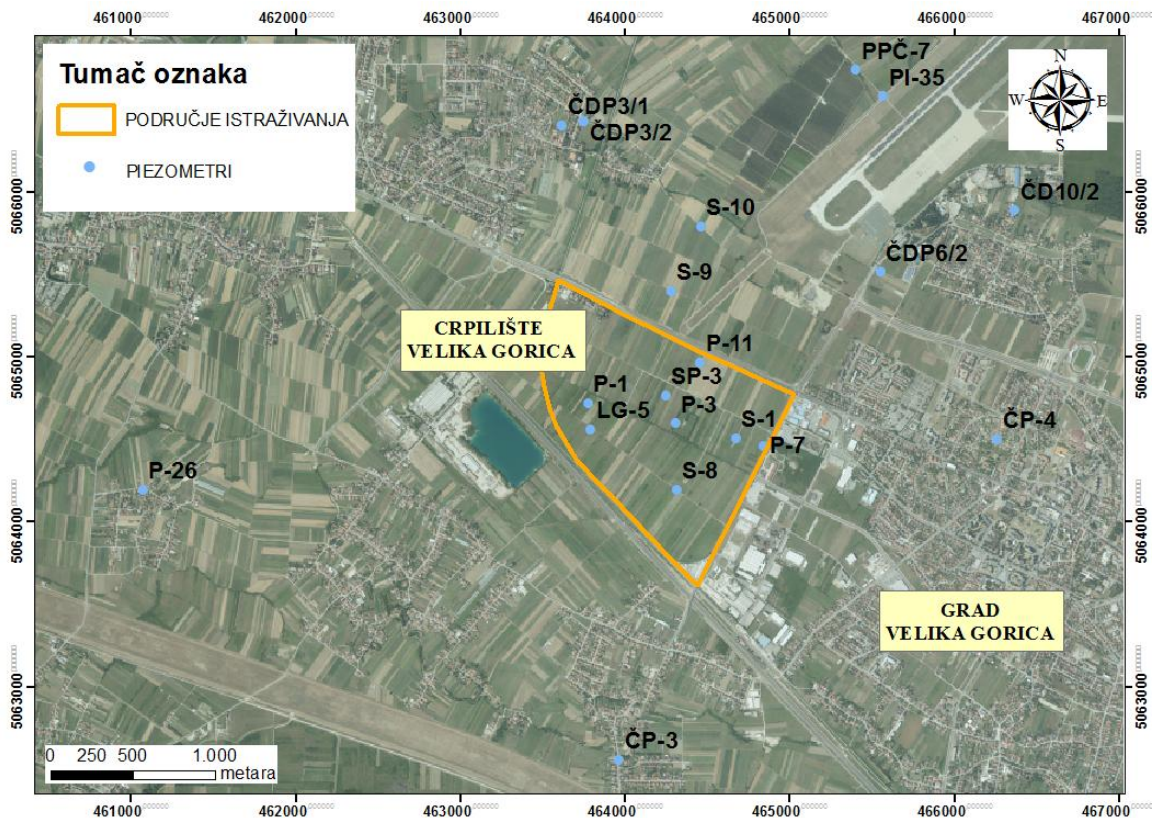 461000 462000 463000 464000 465000 466000 467000
Tumač oznaka
PODRUČJE ISTRAŽIVANJA
PIEZOMETRI
N
W E
S
PPČ-7
PI-35
ČDP3/1
ČDP3/2
ČD10/2
S-10
ČDP6/2
S-9
CRPILIŠTE
VELIKA GORICA
P-11
SP-3
P-1
LG-5
P-3
S-1
P-7
ČP-4
S-8
P-26
GRAD
VELIKA GORICA
ČP-3
0 250 500 1.000
metara
5066000 5066000
5065000 5065000
5064000 5064000
5063000 5063000
461000 462000 463000 464000 465000 466000 467000